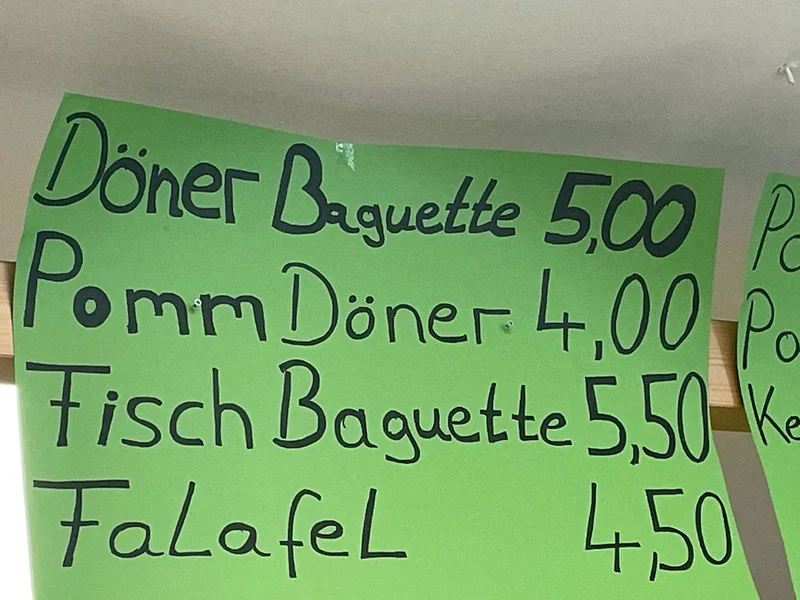 Döner Baguette 5,00
Pomm Döner 4,00
Fisch Baguette 5,50
FaLafeL 4,50